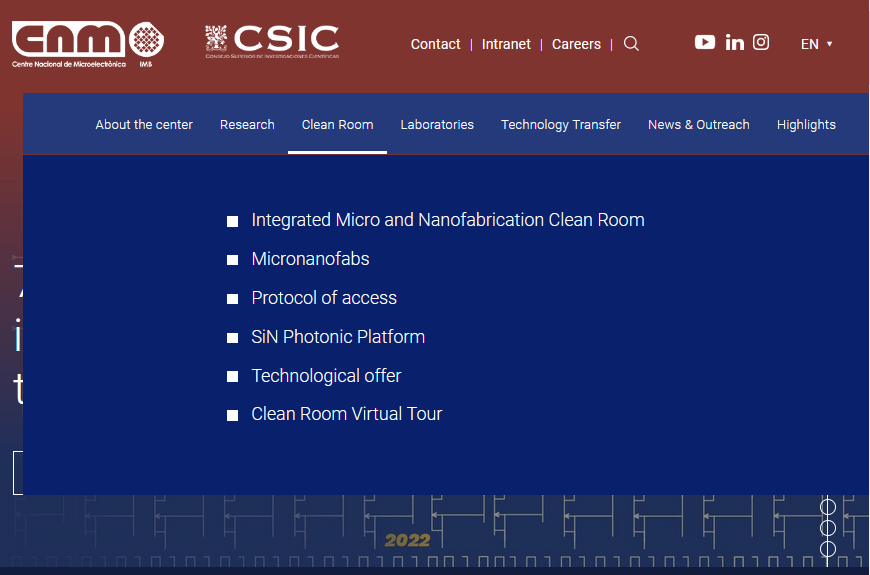 cnm
CSIC
Centre Nacional de Microelectrònica IMB
CONSEJO SUPERIOR DE INVESTIGACIONES CIENTÍFICAS
Contact | Intranet | Careers |
EN
About the center Research Clean Room Laboratories Technology Transfer News & Outreach Highlights
Integrated Micro and Nanofabrication Clean Room
Micronanofabs
Protocol of access
SiN Photonic Platform
Technological offer
Clean Room Virtual Tour
2022